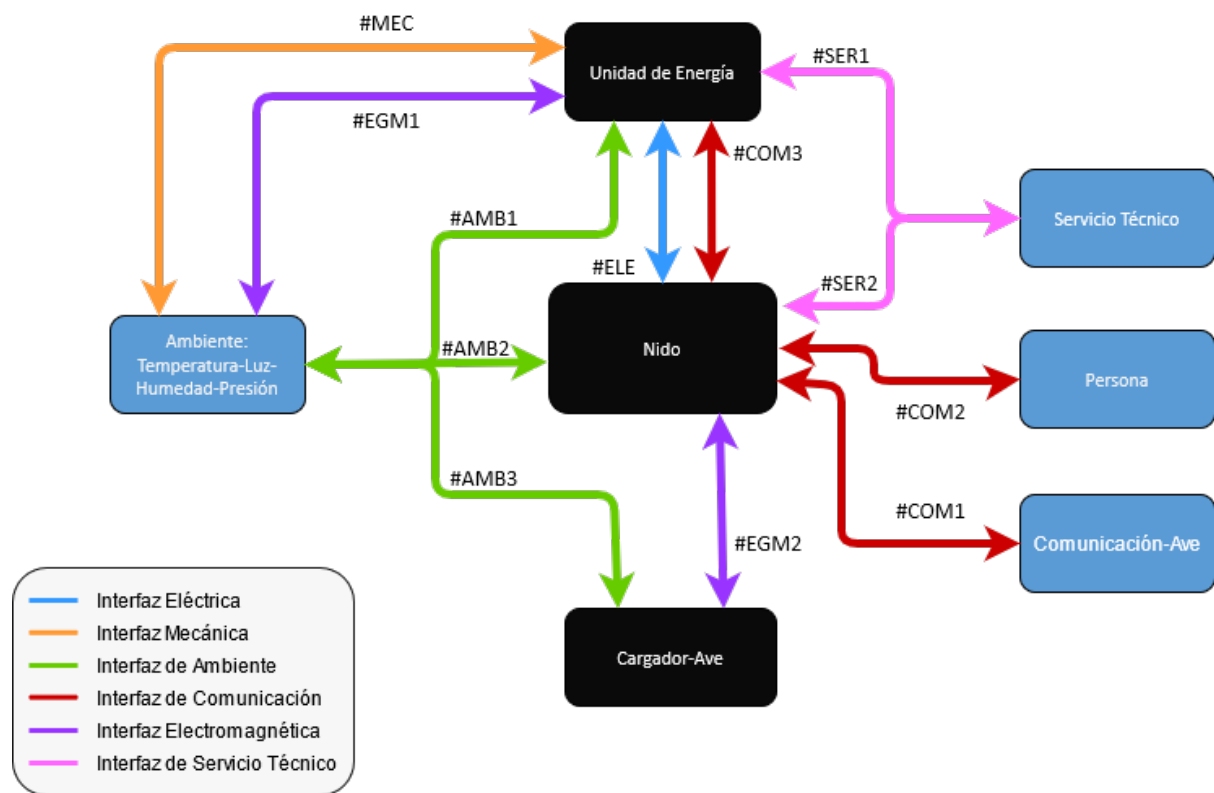 #MEC
#SER1
Unidad de Energía
#EGM1
#COM3
#AMB1
Servicio Técnico
#ELE
#SER2
Ambiente:
Temperatura-Luz-
Humedad-Presión
#AMB2
Nido
Persona
#COM2
#AMB3
#COM1
Comunicación-Ave
#EGM2
Cargador-Ave
Interfaz Eléctrica
Interfaz Mecánica
Interfaz de Ambiente
Interfaz de Comunicación
Interfaz Electromagnética
Interfaz de Servicio Técnico